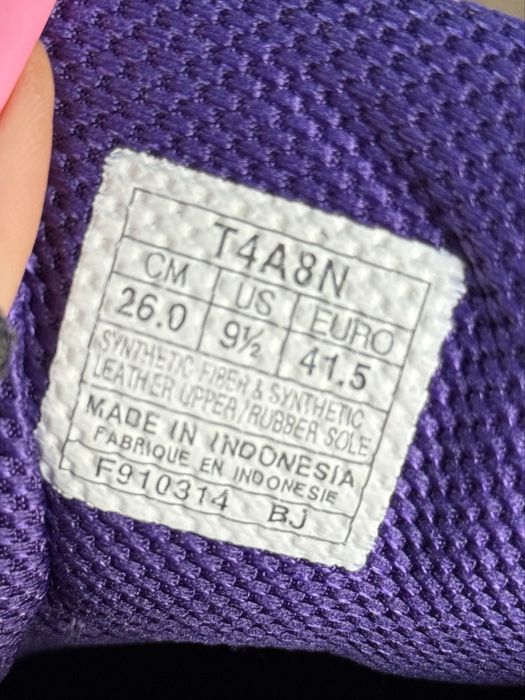 T4A8N
CM US EURO
26.0 9½ 41.5
SYNTHETIC FIBER & SYNTHETIC
LEATHER UPPER/RUBBER SOLE
MADE IN INDONESIA
FABRIQUE EN INDONESIE
F910314 BJ